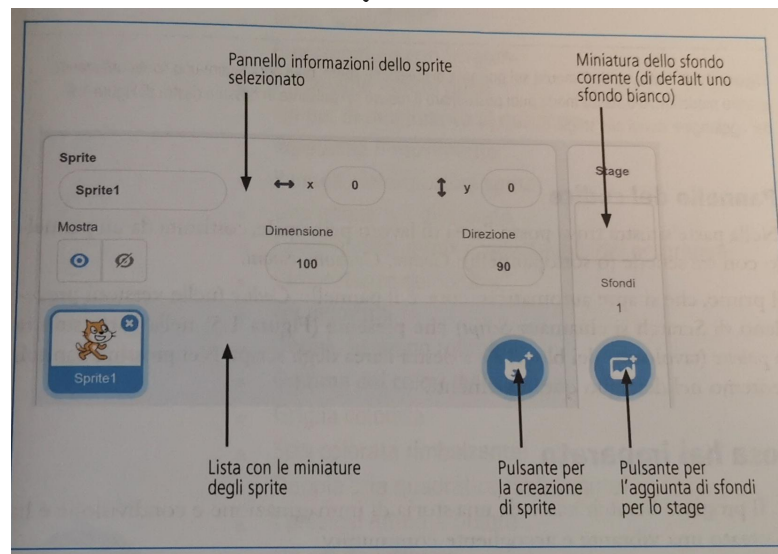 Pannello informazioni dello sprite
selezionato
Miniatura dello sfondo
corrente (di default uno
sfondo bianco)
Sprite
Sprite1
x 0
y 0
Stage
Mostra
Dimensione
100
Direzione
90
Sfondi
1
Sprite1
Lista con le miniature
degli sprite
Pulsante per
la creazione
di sprite
Pulsante per
l'aggiunta di sfondi
per lo stage